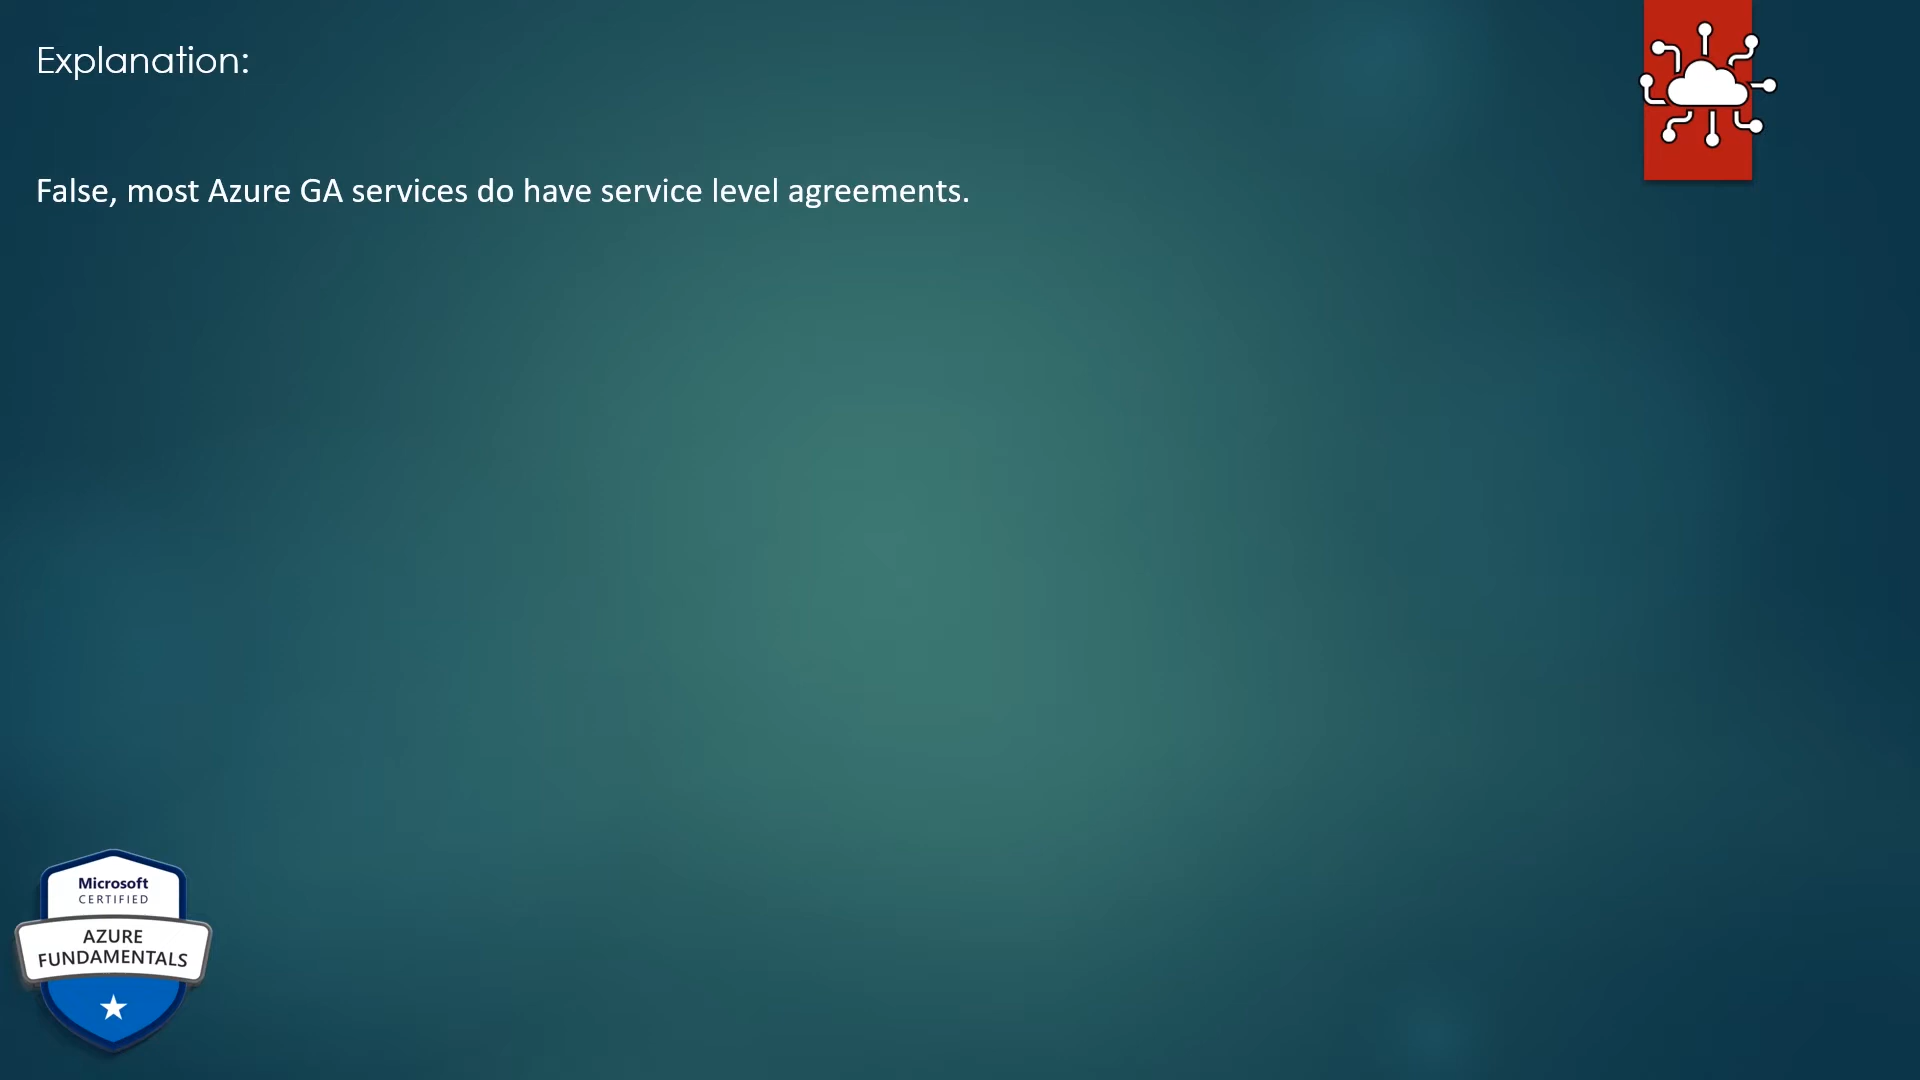 Explanation:
False, most Azure GA services do have service level agreements.
Microsoft
CERTIFIED
AZURE
FUNDAMENTALS